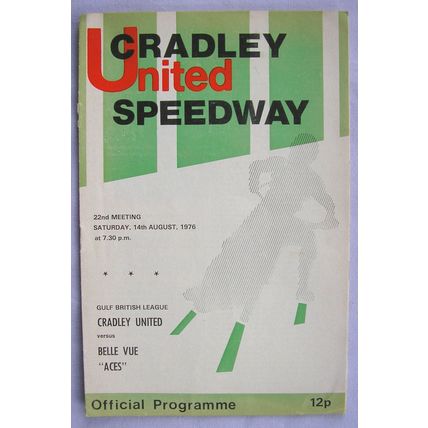 CRADLEY
United
SPEEDWAY
22nd MEETING
SATURDAY, 14th AUGUST, 1976
at 7.30 p.m.
* * *
GULF BRITISH LEAGUE
CRADLEY UNITED
versus
BELLE VUE
"ACES"
Official Programme 12p